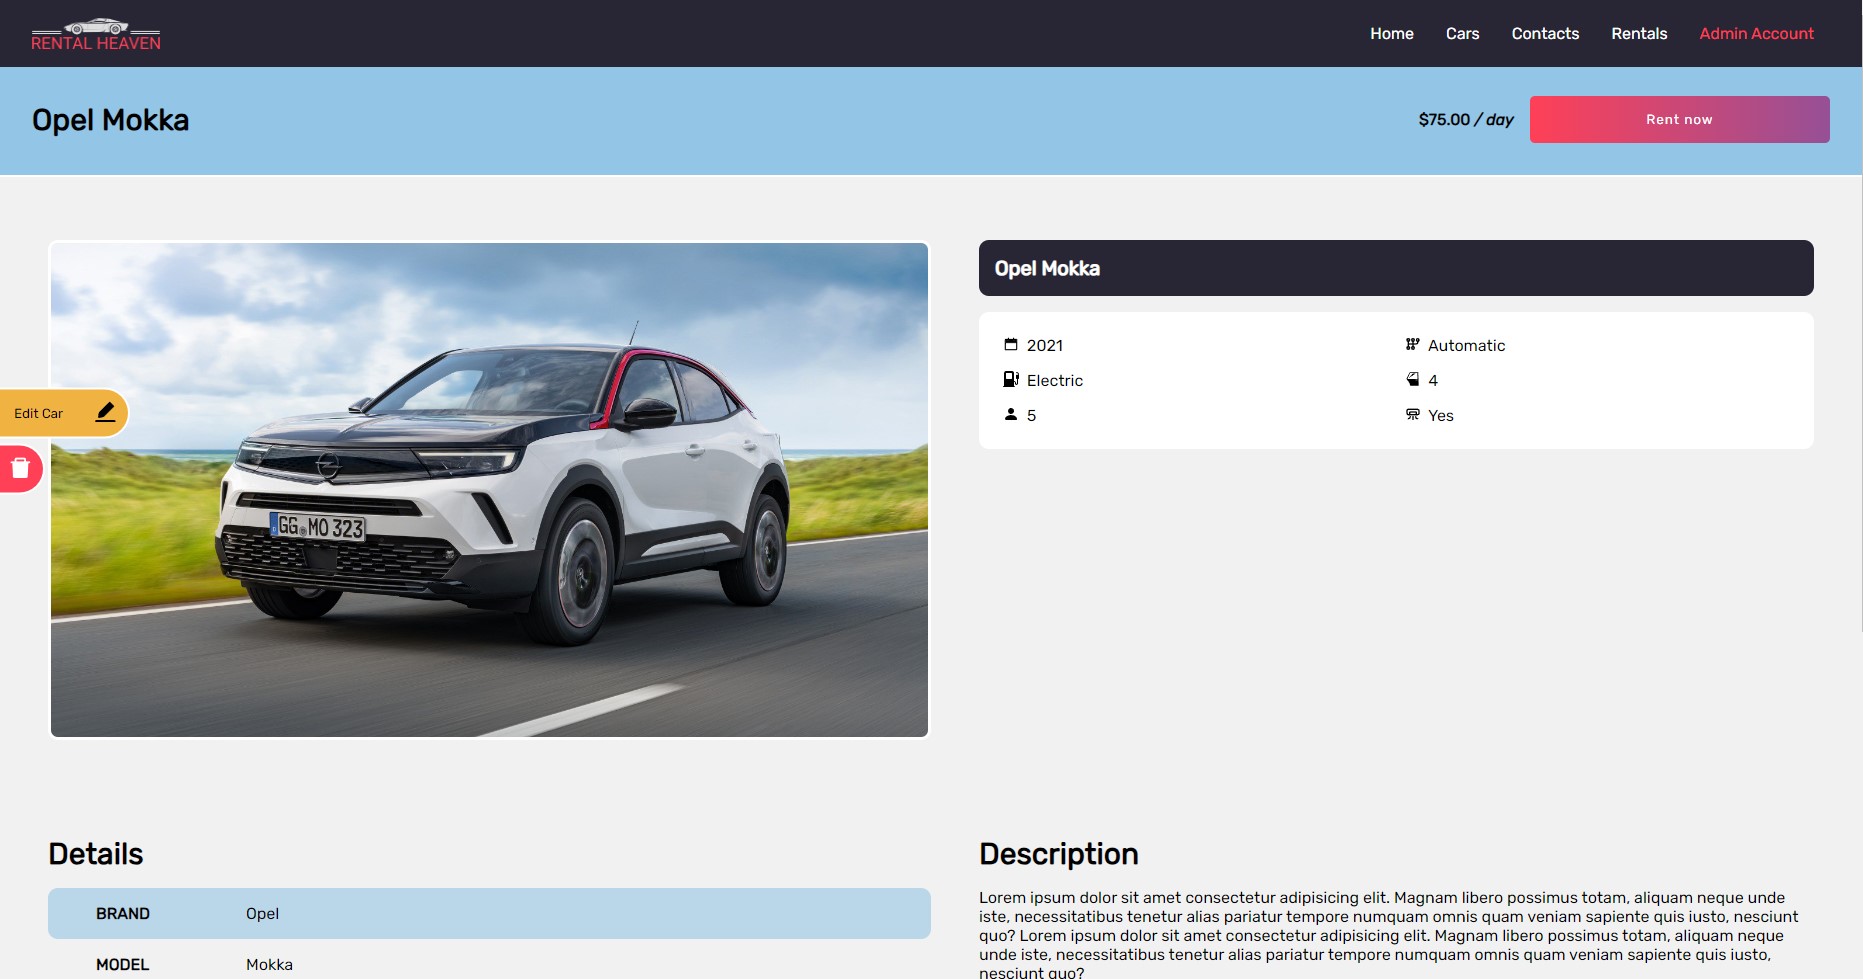 RENTAL HEAVEN
Home Cars Contacts Rentals Admin Account
Opel Mokka
$75.00 / day Rent now
Opel Mokka
2021 Automatic
Electric 4
5 Yes
Edit Car
GG MO 323
Details
BRAND Opel
MODEL Mokka
Description
Lorem ipsum dolor sit amet consectetur adipisicing elit. Magnam libero possimus totam, aliquam neque unde
iste, necessitatibus tenetur alias pariatur tempore numquam omnis quam veniam sapiente quis iusto, nesciunt
quo? Lorem ipsum dolor sit amet consectetur adipisicing elit. Magnam libero possimus totam, aliquam neque
unde iste, necessitatibus tenetur alias pariatur tempore numquam omnis quam veniam sapiente quis iusto,
nesciunt quo?